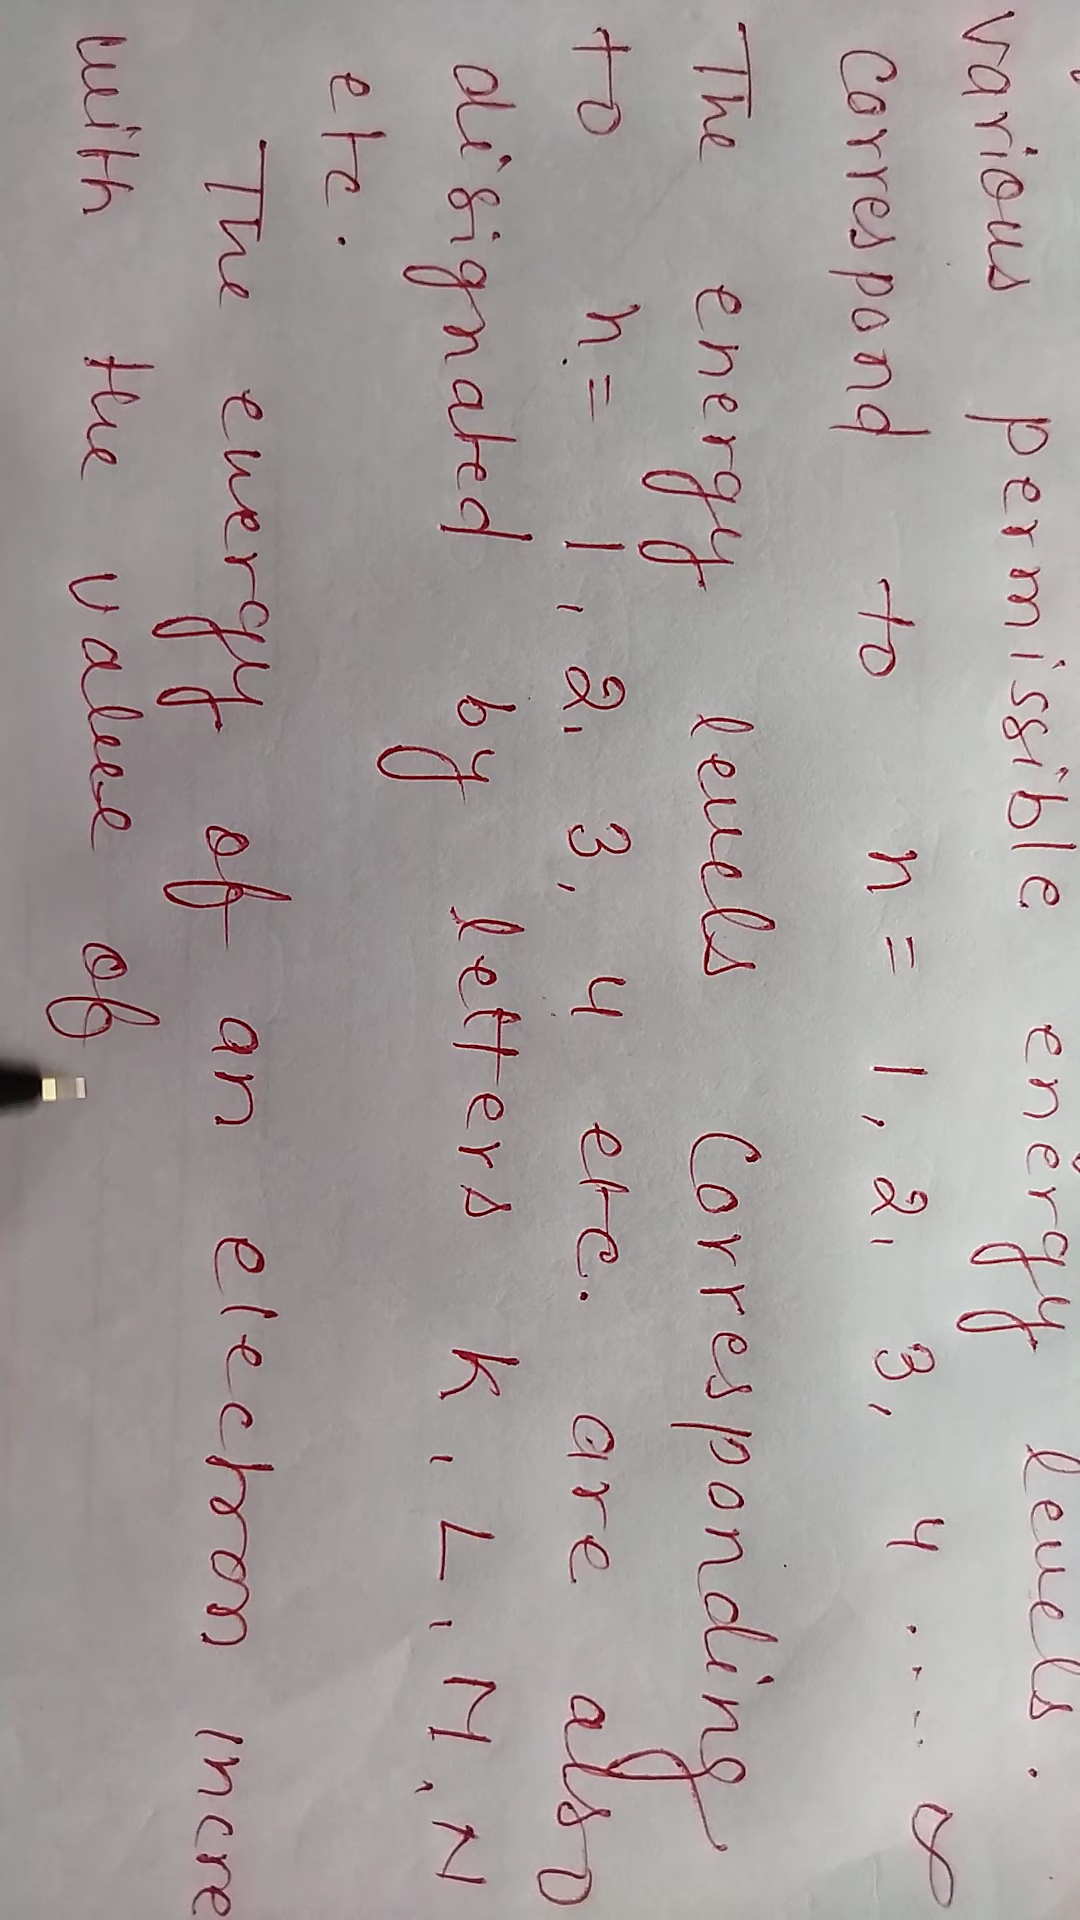 various permissible energy levels.
correspond to n = 1, 2, 3, 4 ..... ∞
The energy levels corresponding
to n = 1, 2, 3, 4 etc. are also
disignated by letters K, L, M, N
etc.
The energy of an electron incre
with the value of